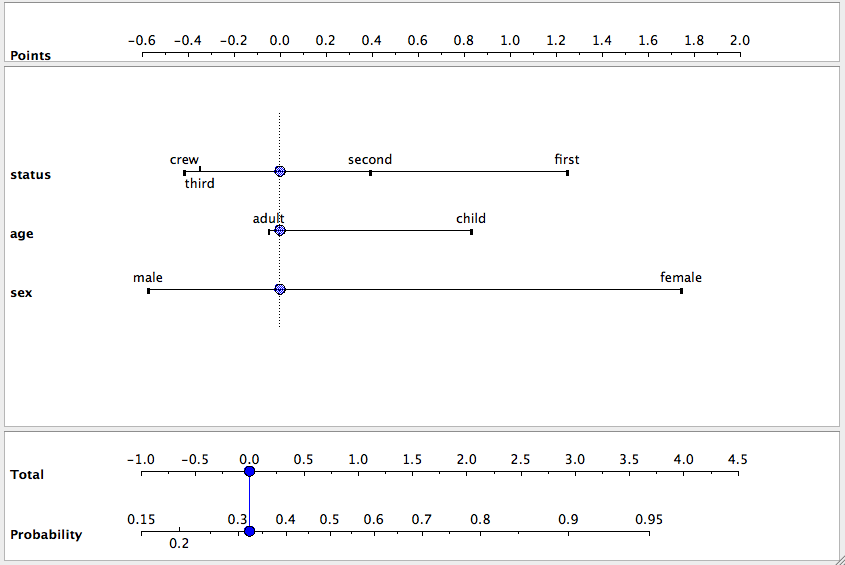 -0.6 -0.4 -0.2 0.0 0.2 0.4 0.6 0.8 1.0 1.2 1.4 1.6 1.8 2.0
Points
crew second first
status
third
adult child
age
male female
sex
-1.0 -0.5 0.0 0.5 1.0 1.5 2.0 2.5 3.0 3.5 4.0 4.5
Total
0.15 0.3 0.4 0.5 0.6 0.7 0.8 0.9 0.95
Probability
0.2